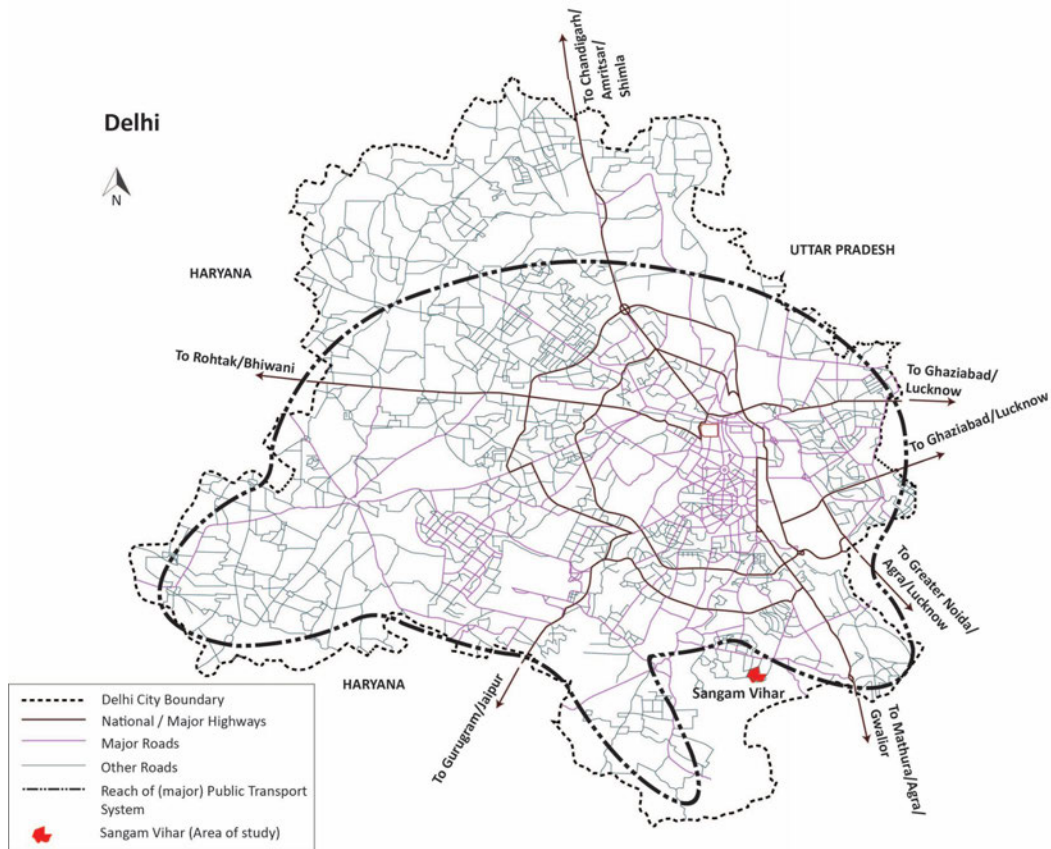 To Chandigarh/
Amritsar/
Shimla
Delhi
N
UTTAR PRADESH
HARYANA
To Rohtak/Bhiwani
To Ghaziabad/
Lucknow
To Ghaziabad/Lucknow
To Greater Noida/
Agra/Lucknow
HARYANA
Sangam Vihar
To Gurugram/Jaipur
To Mathura/Agra/
Gwalior
Delhi City Boundary
National / Major Highways
Major Roads
Other Roads
Reach of (major) Public Transport
System
Sangam Vihar (Area of study)